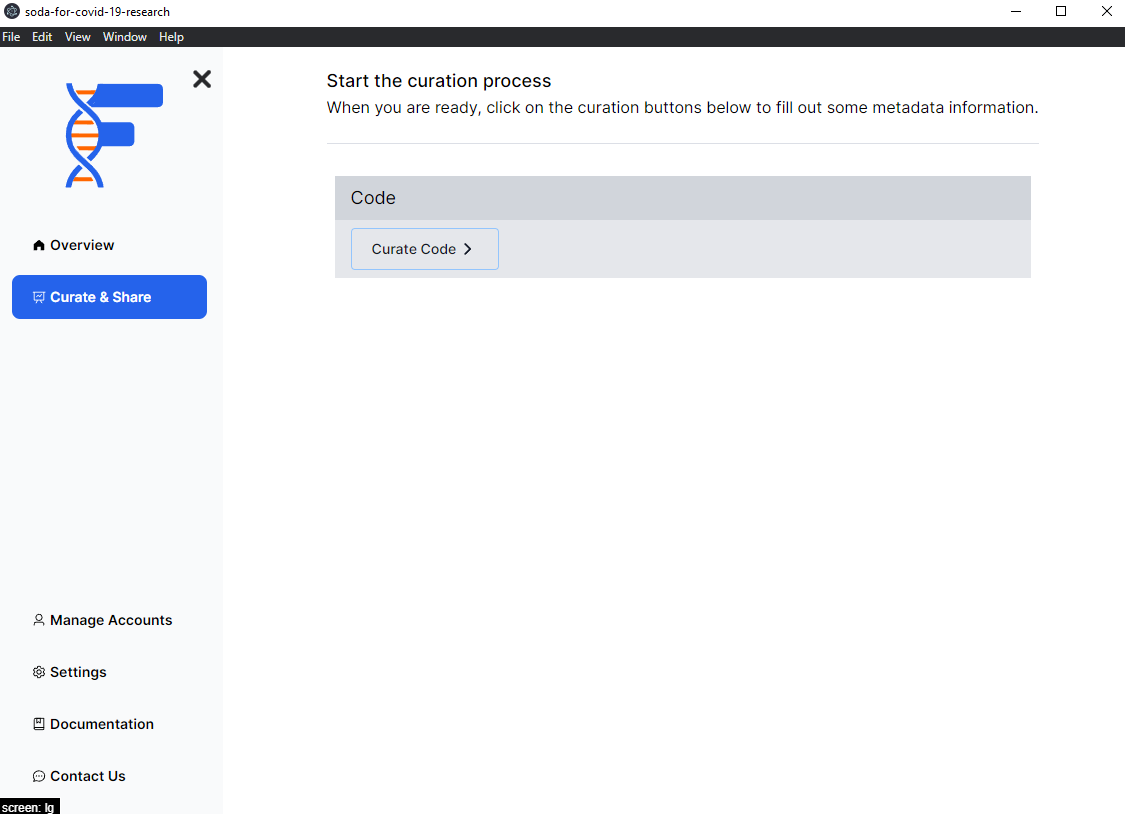 soda-for-covid-19-research
File Edit View Window Help
Overview
Curate & Share
Manage Accounts
Settings
Documentation
Contact Us
screen: lg
Start the curation process
When you are ready, click on the curation buttons below to fill out some metadata information.
Code
Curate Code